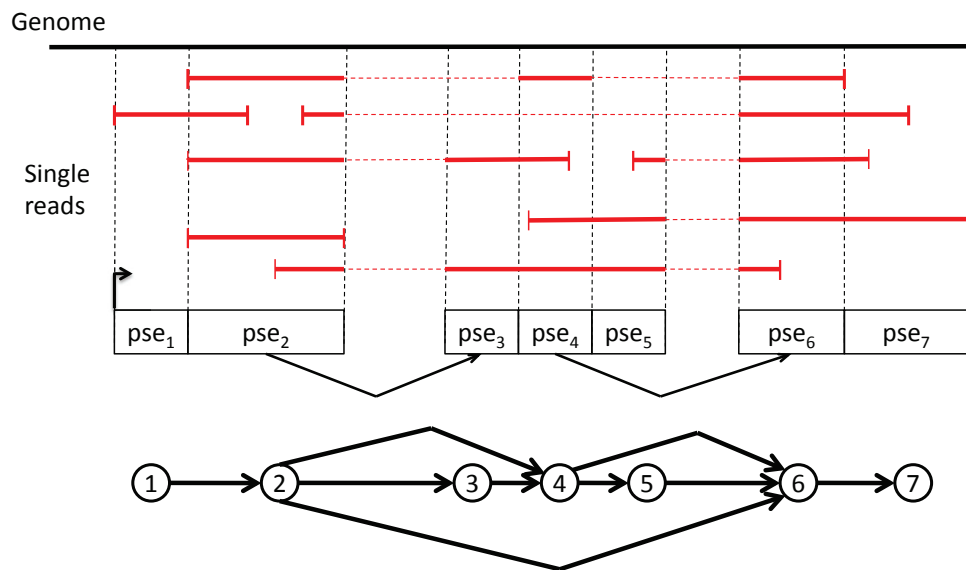 Genome
Single
reads
pse₁ pse₂ pse₃ pse₄ pse₅ pse₆ pse₇
1 2 3 4 5 6 7